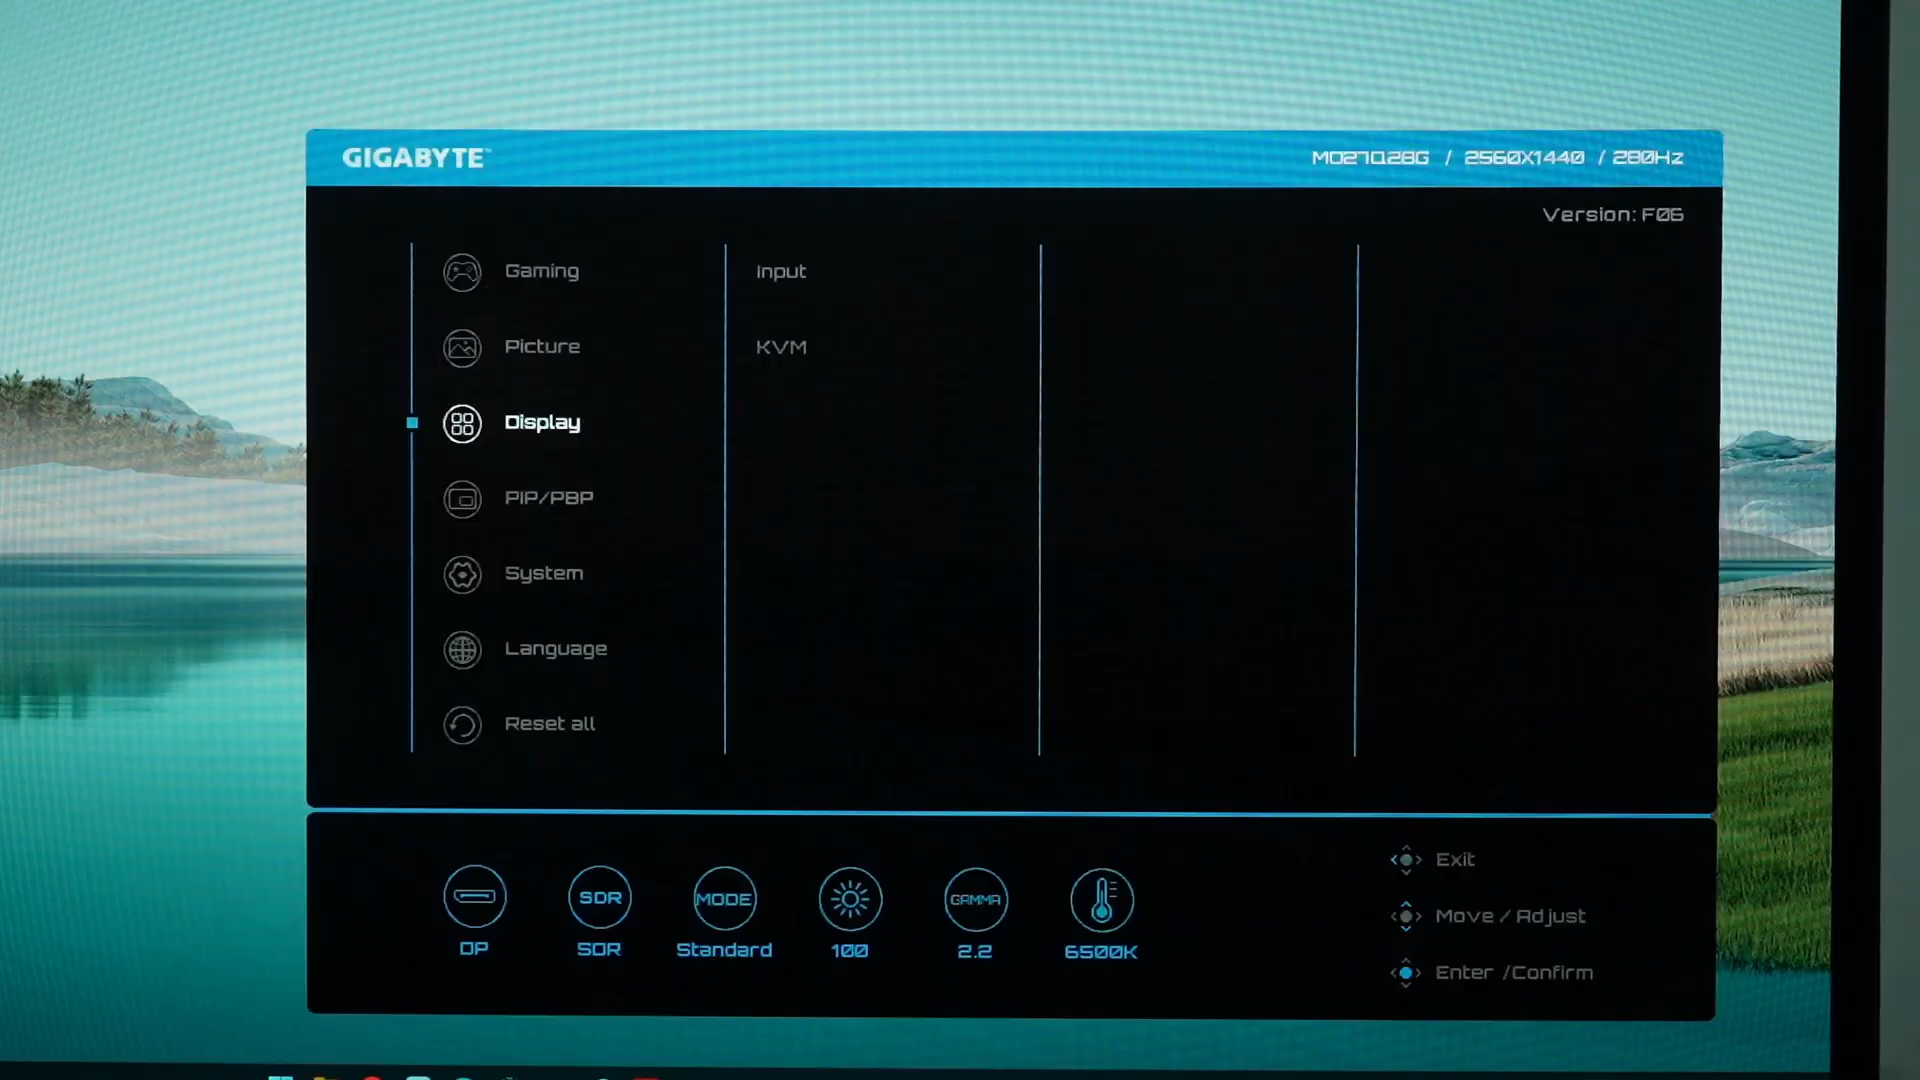 GIGABYTE™
MO27Q28G / 2560X1440 / 280Hz
Version: F06
Gaming
Input
Picture
KVM
Display
PIP/PBP
System
Language
Reset all
SDR
MODE
GAMMA
DP
SDR
Standard
100
2.2
6500K
Exit
Move / Adjust
Enter /Confirm